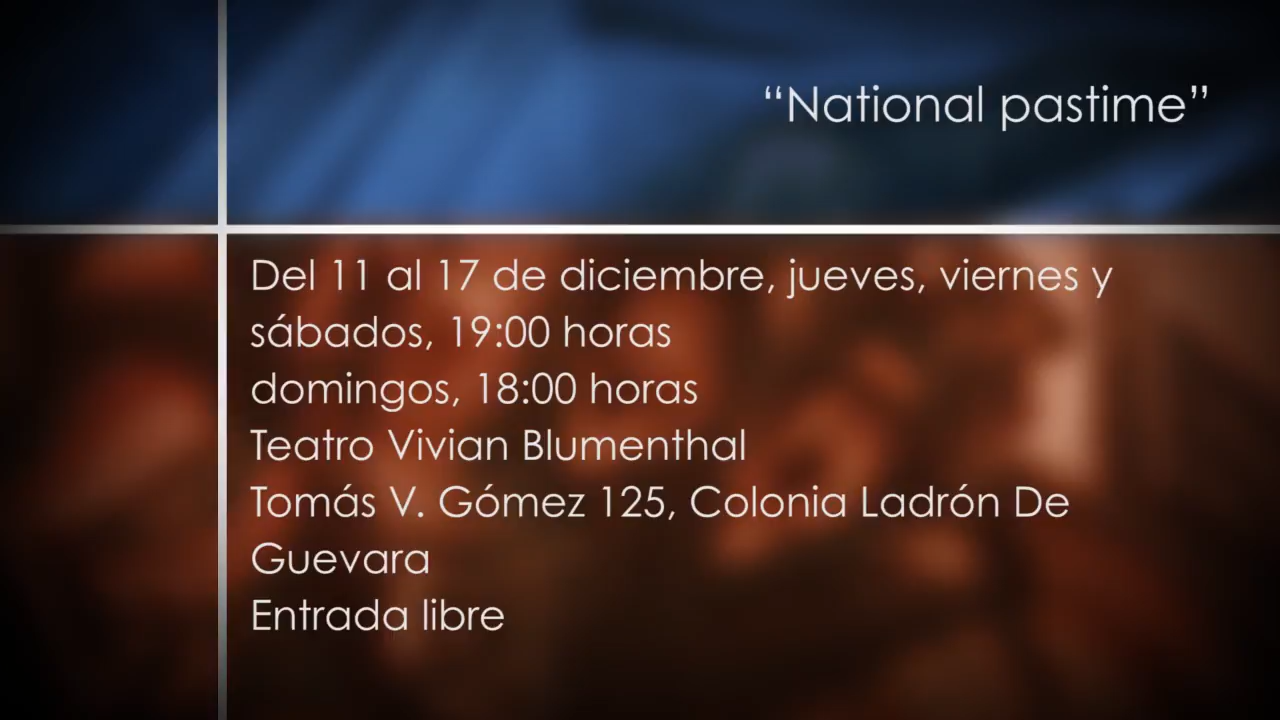 “National pastime”
Del 11 al 17 de diciembre, jueves, viernes y
sábados, 19:00 horas
domingos, 18:00 horas
Teatro Vivian Blumenthal
Tomás V. Gómez 125, Colonia Ladrón De
Guevara
Entrada libre